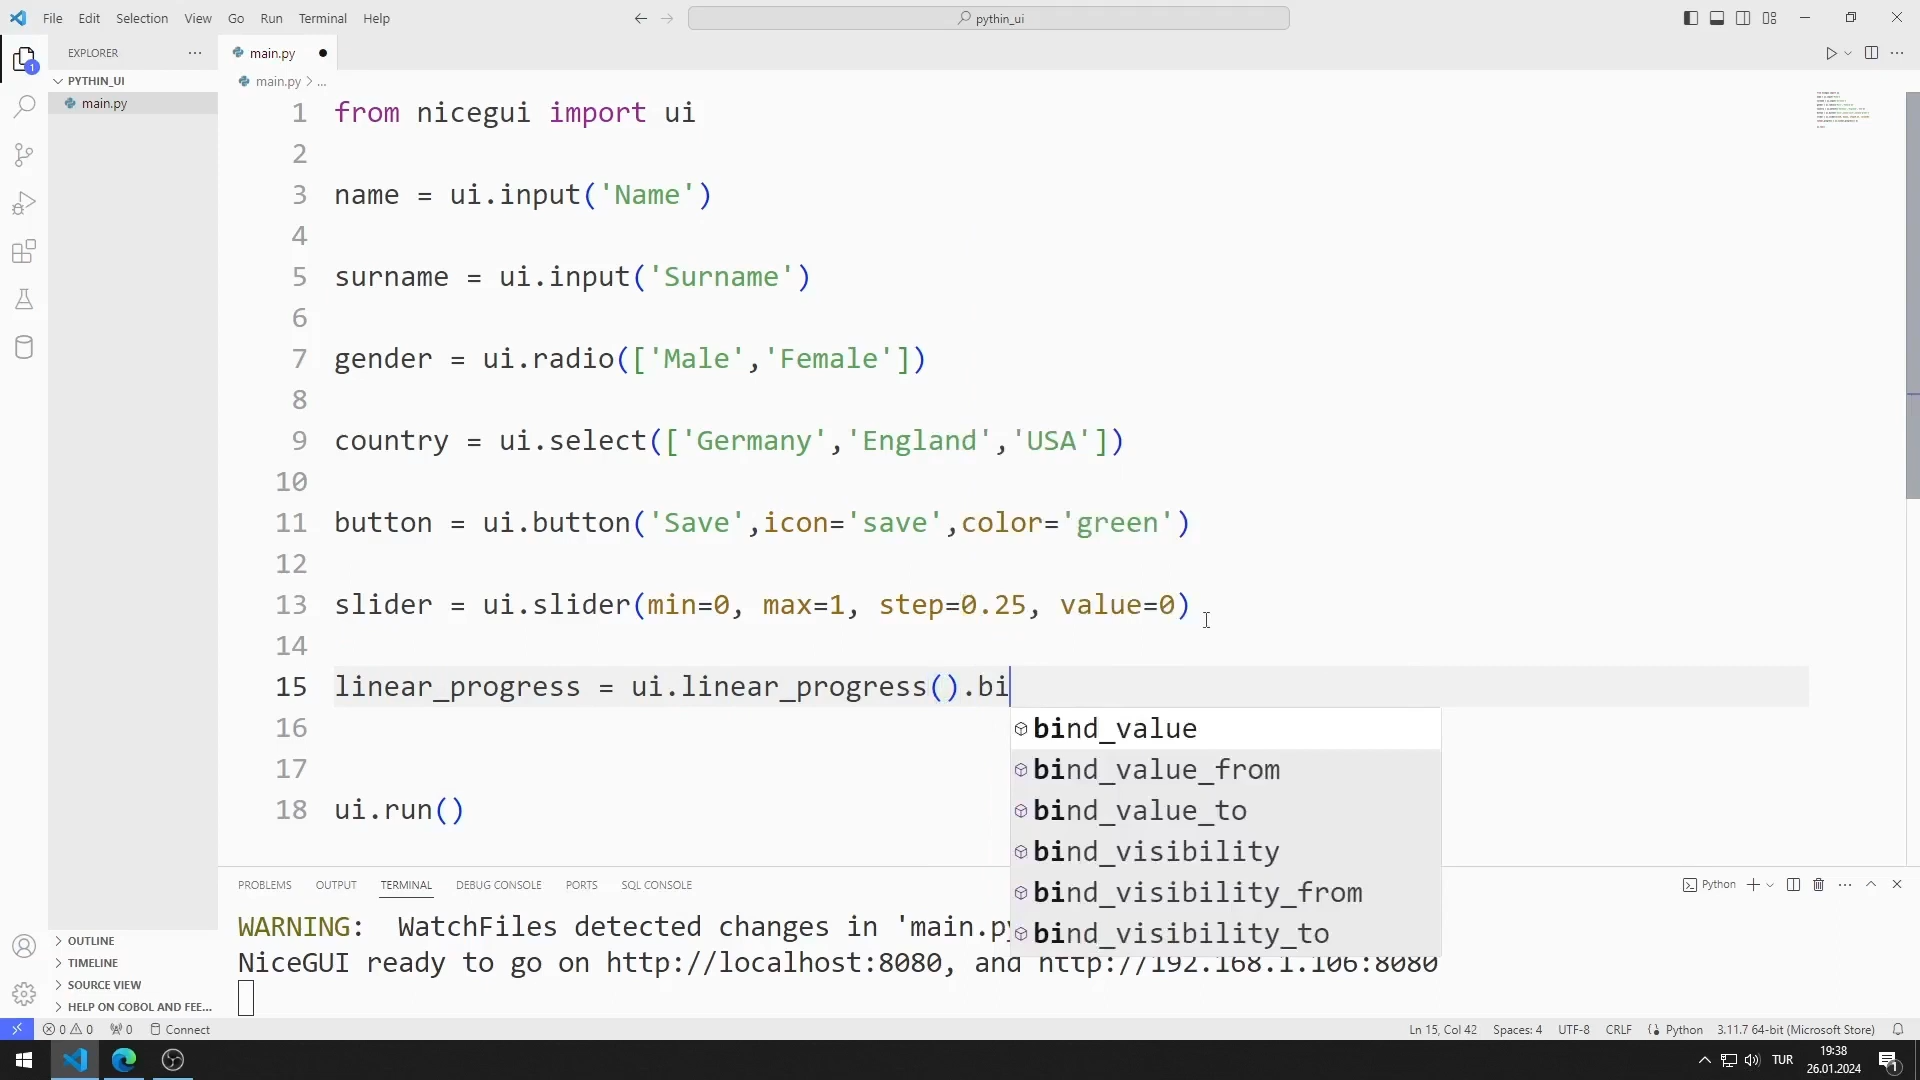 File Edit Selection View Go Run Terminal Help
pythin_ui
EXPLORER
PYTHIN_UI
main.py
main.py
main.py > ...
1 from nicegui import ui
2
3 name = ui.input('Name')
4
5 surname = ui.input('Surname')
6
7 gender = ui.radio(['Male','Female'])
8
9 country = ui.select(['Germany','England','USA'])
10
11 button = ui.button('Save',icon='save',color='green')
12
13 slider = ui.slider(min=0, max=1, step=0.25, value=0)
14
15 linear_progress = ui.linear_progress().bi
16
17
18 ui.run()
bind_value
bind_value_from
bind_value_to
bind_visibility
bind_visibility_from
bind_visibility_to
PROBLEMS OUTPUT TERMINAL DEBUG CONSOLE PORTS SQL CONSOLE
Python
WARNING: WatchFiles detected changes in 'main.py
NiceGUI ready to go on http://localhost:8080, and http://192.168.1.106:8080
OUTLINE
TIMELINE
SOURCE VIEW
HELP ON COBOL AND FEE...
0 0 0 Connect
Ln 15, Col 42 Spaces: 4 UTF-8 CRLF Python 3.11.7 64-bit (Microsoft Store)
TUR
19:38
26.01.2024
1
1